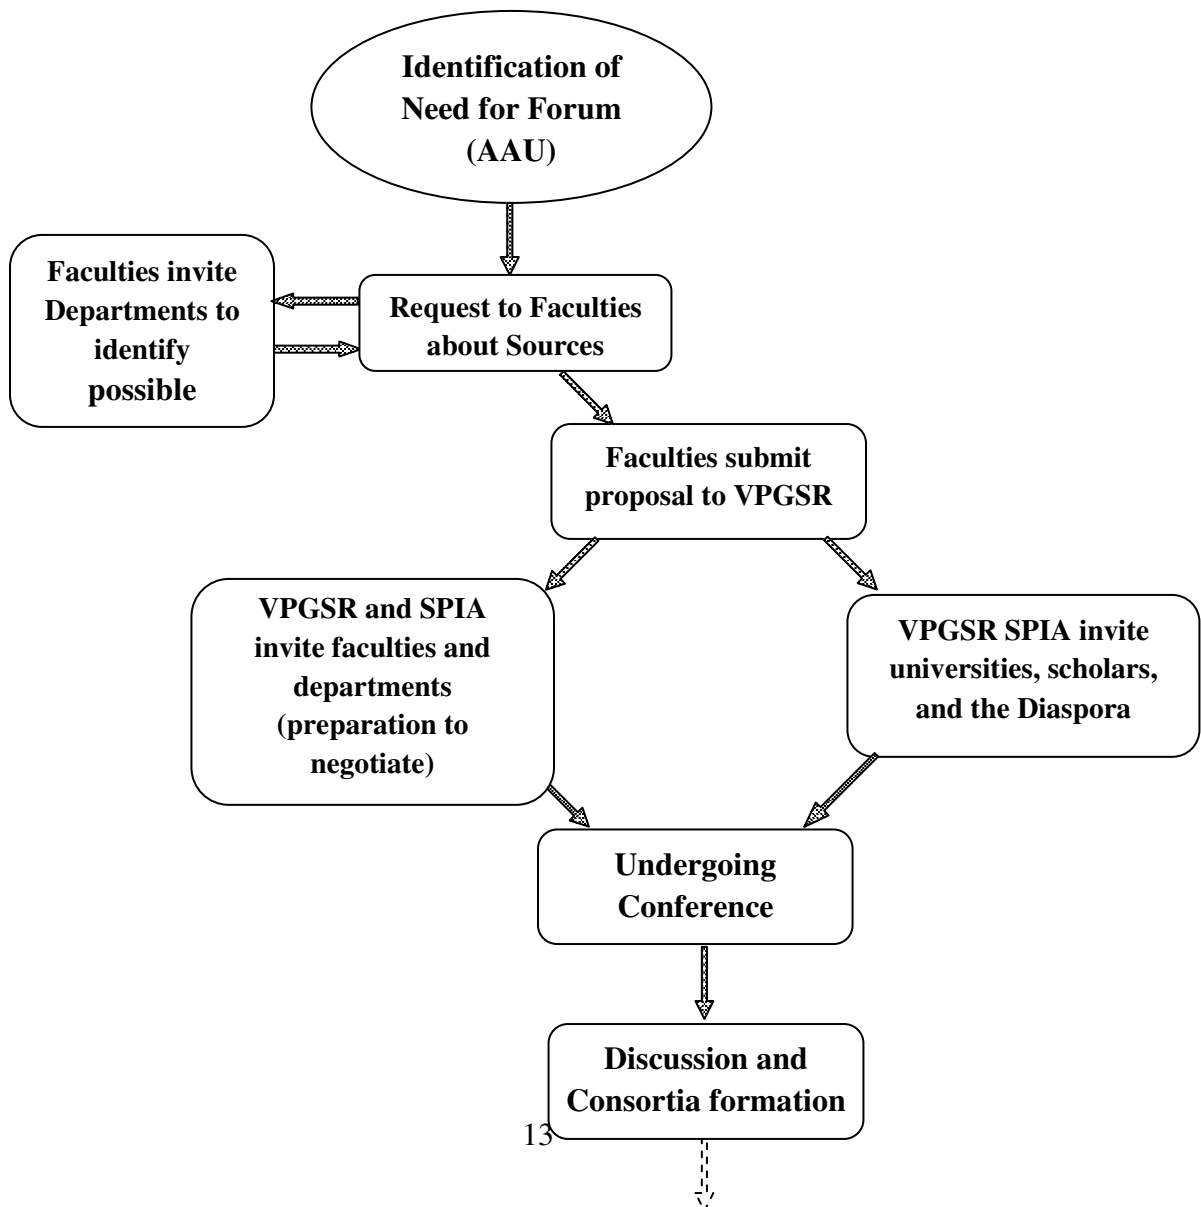 Identification of
Need for Forum
(AAU)
Faculties invite
Departments to
identify
possible
Request to Faculties
about Sources
Faculties submit
proposal to VPGSR
VPGSR and SPIA
invite faculties and
departments
(preparation to
negotiate)
VPGSR SPIA invite
universities, scholars,
and the Diaspora
Undergoing
Conference
Discussion and
Consortia formation
13